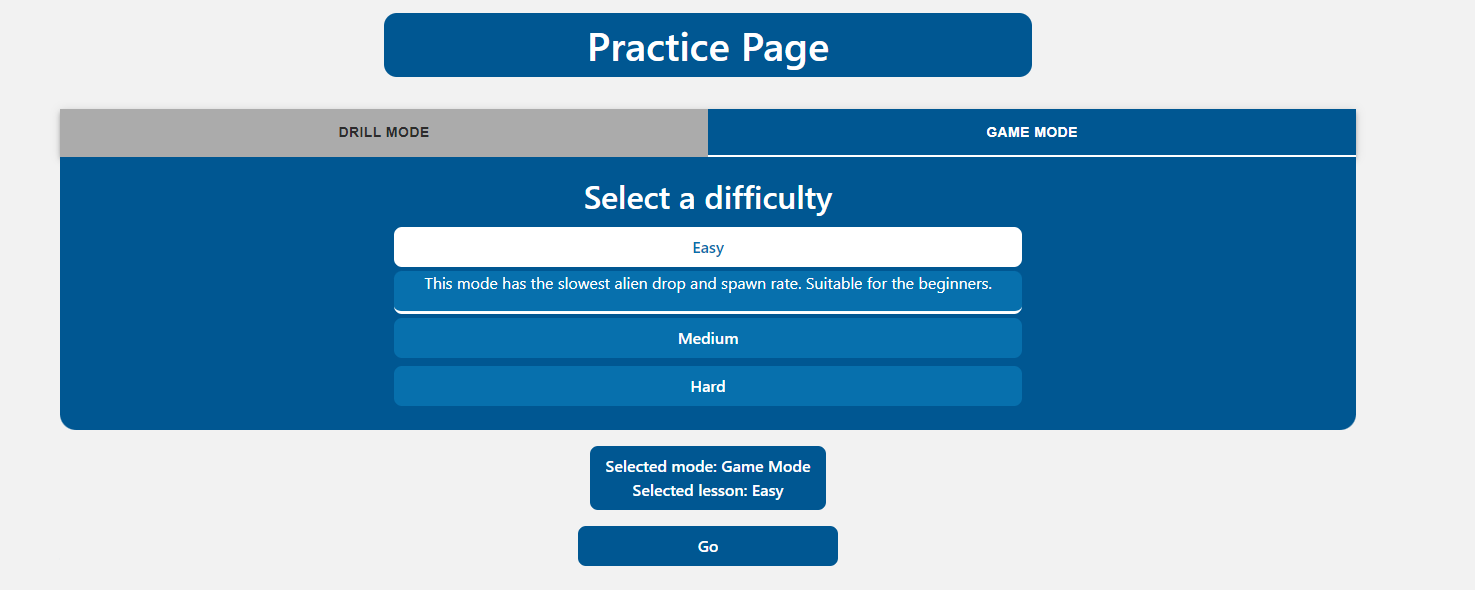 Practice Page
DRILL MODE
GAME MODE
Select a difficulty
Easy
This mode has the slowest alien drop and spawn rate. Suitable for the beginners.
Medium
Hard
Selected mode: Game Mode
Selected lesson: Easy
Go